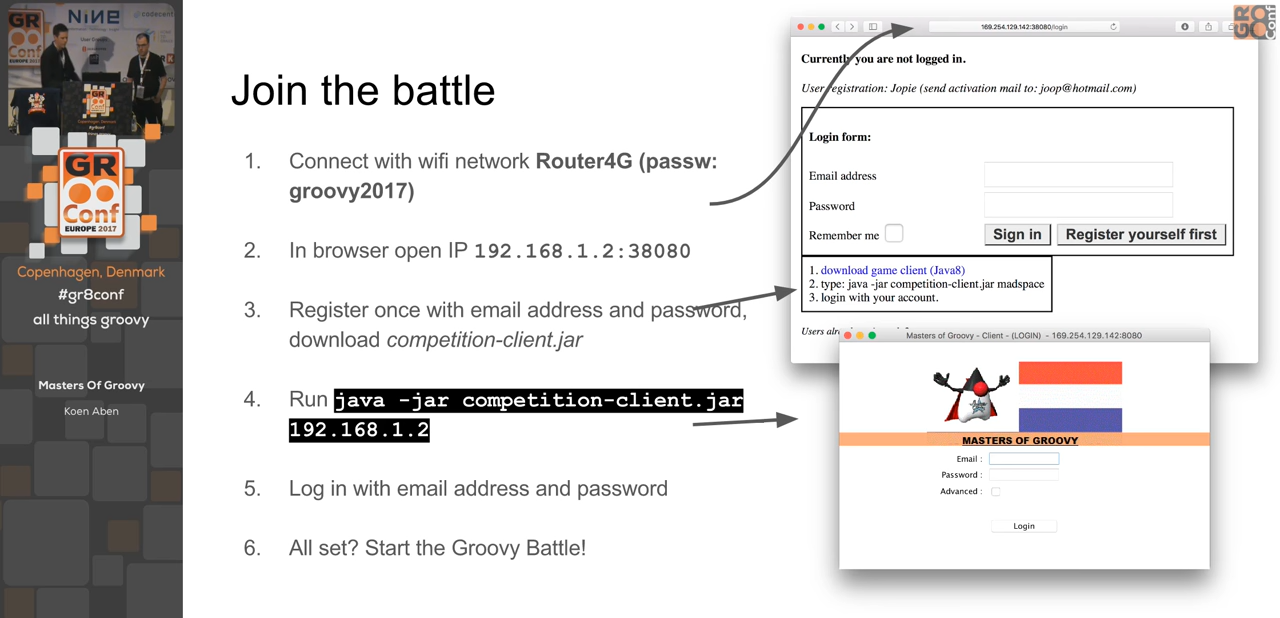 GR
Conf
NINE
GR
Conf
EUROPE 2017
Copenhagen, Denmark
#gr8conf
all things groovy
Masters Of Groovy
Koen Aben
Join the battle
1. Connect with wifi network Router4G (passw:
groovy2017)
2. In browser open IP 192.168.1.2:38080
3. Register once with email address and password,
download competition-client.jar
4. Run java -jar competition-client.jar
192.168.1.2
5. Log in with email address and password
6. All set? Start the Groovy Battle!
169.254.129.142:38080/login
Currently you are not logged in.
User registration: Jopie (send activation mail to: joop@hotmail.com)
Login form:
Email address
Password
Remember me
Sign in
Register yourself first
1. download game client (Java8)
2. type: java -jar competition-client.jar madspace
3. login with your account.
Masters of Groovy - Client - (LOGIN) - 169.254.129.142:8080
MASTERS OF GROOVY
Email :
Password :
Advanced :
Login
GR
Conf